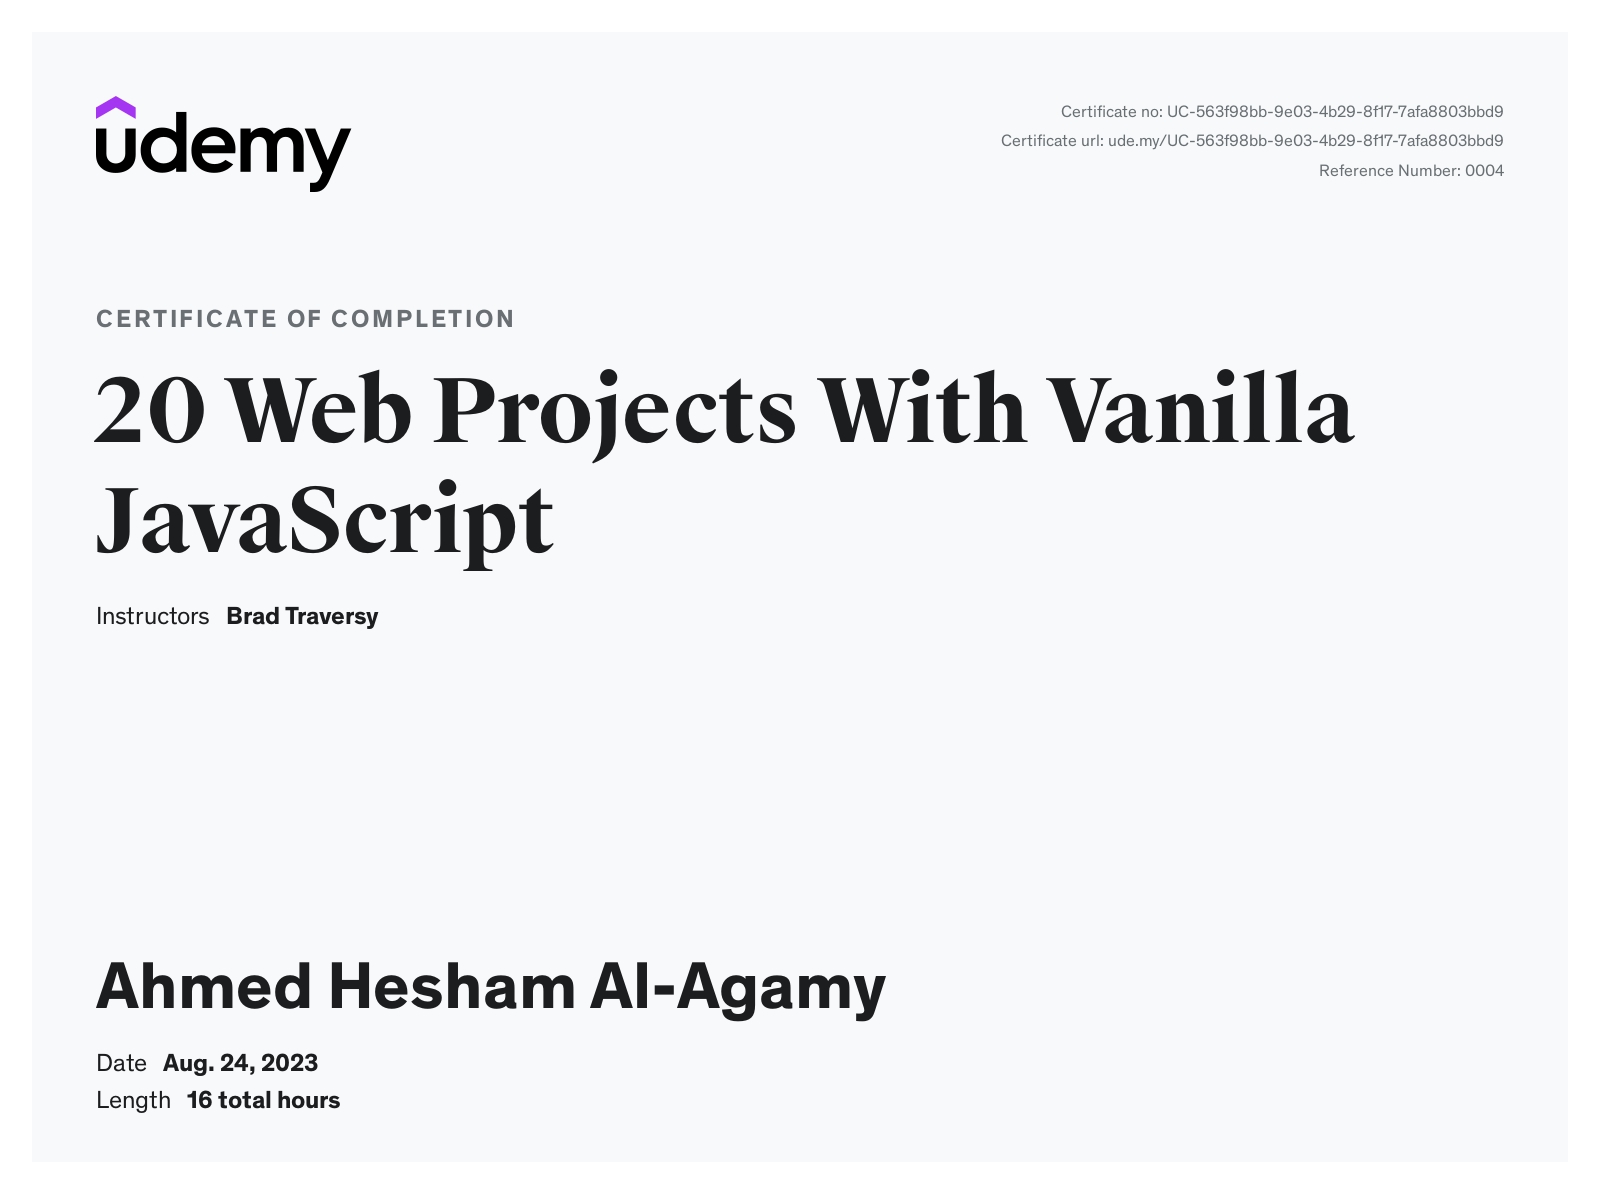 udemy
Certificate no: UC-563f98bb-9e03-4b29-8f17-7afa8803bbd9
Certificate url: ude.my/UC-563f98bb-9e03-4b29-8f17-7afa8803bbd9
Reference Number: 0004
CERTIFICATE OF COMPLETION
20 Web Projects With Vanilla
JavaScript
Instructors Brad Traversy
Ahmed Hesham Al-Agamy
Date Aug. 24, 2023
Length 16 total hours